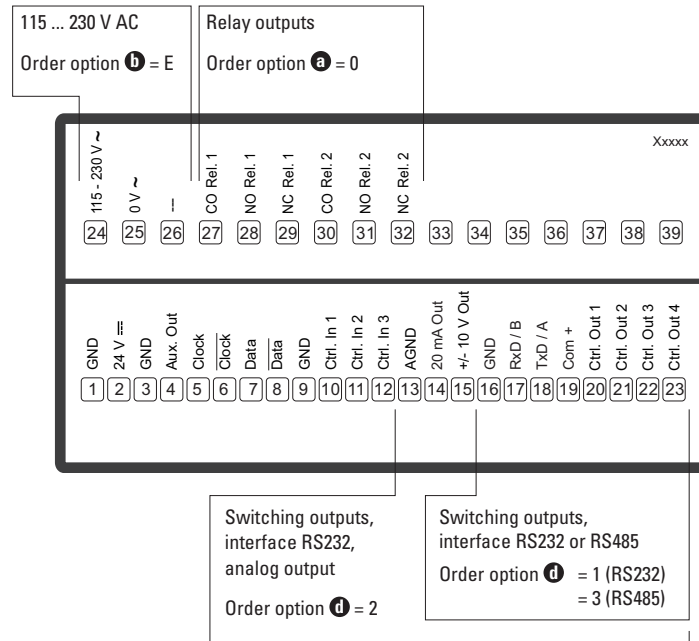 115 ... 230 V AC
Order option b = E
Relay outputs
Order option a = 0
Xxxxx
115 - 230 V ~
0 V ~
---
CO Rel. 1
NO Rel. 1
NC Rel. 1
CO Rel. 2
NO Rel. 2
NC Rel. 2
24 25 26 27 28 29 30 31 32 33 34 35 36 37 38 39
GND
24 V ⎓
GND
Aux. Out
Clock
Clock
Data
Data
GND
Ctrl. In 1
Ctrl. In 2
Ctrl. In 3
AGND
20 mA Out
+/- 10 V Out
GND
RxD / B
TxD / A
Com +
Ctrl. Out 1
Ctrl. Out 2
Ctrl. Out 3
Ctrl. Out 4
1 2 3 4 5 6 7 8 9 10 11 12 13 14 15 16 17 18 19 20 21 22 23
Switching outputs,
interface RS232,
analog output
Order option d = 2
Switching outputs,
interface RS232 or RS485
Order option d = 1 (RS232)
= 3 (RS485)